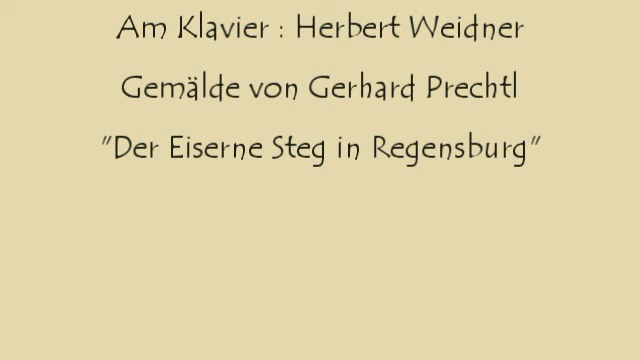 Am Klavier : Herbert Weidner
Gemälde von Gerhard Prechtl
"Der Eiserne Steg in Regensburg"